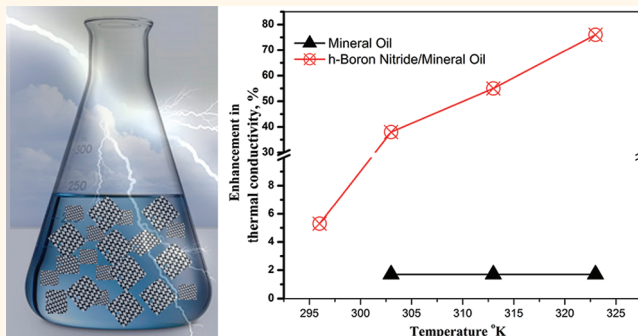 300
250
Enhancement in
thermal conductivity, %
80
70
60
50
40
30
8
6
4
2
0
Mineral Oil
h-Boron Nitride/Mineral Oil
295 300 305 310 315 320 325
Temperature °K